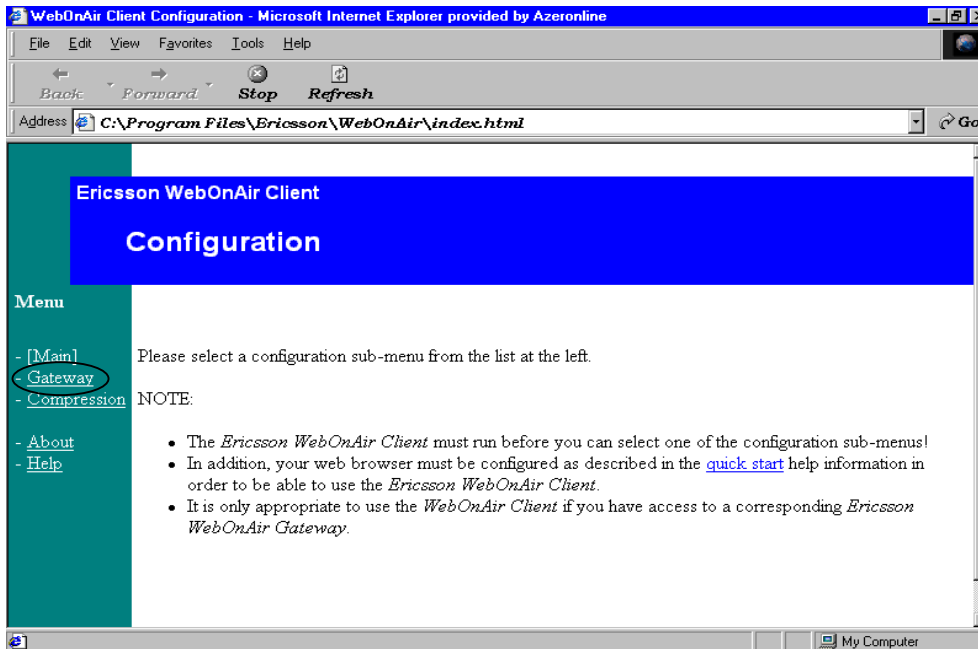 WebOnAir Client Configuration - Microsoft Internet Explorer provided by Azeronline
File Edit View Favorites Tools Help
Back Forward Stop Refresh
Address C:\Program Files\Ericsson\WebOnAir\index.html Go
Ericsson WebOnAir Client
Configuration
Menu
- [Main]
- Gateway
- Compression
- About
- Help
Please select a configuration sub-menu from the list at the left.
NOTE:
• The Ericsson WebOnAir Client must run before you can select one of the configuration sub-menus!
• In addition, your web browser must be configured as described in the quick start help information in
order to be able to use the Ericsson WebOnAir Client.
• It is only appropriate to use the WebOnAir Client if you have access to a corresponding Ericsson
WebOnAir Gateway.
My Computer